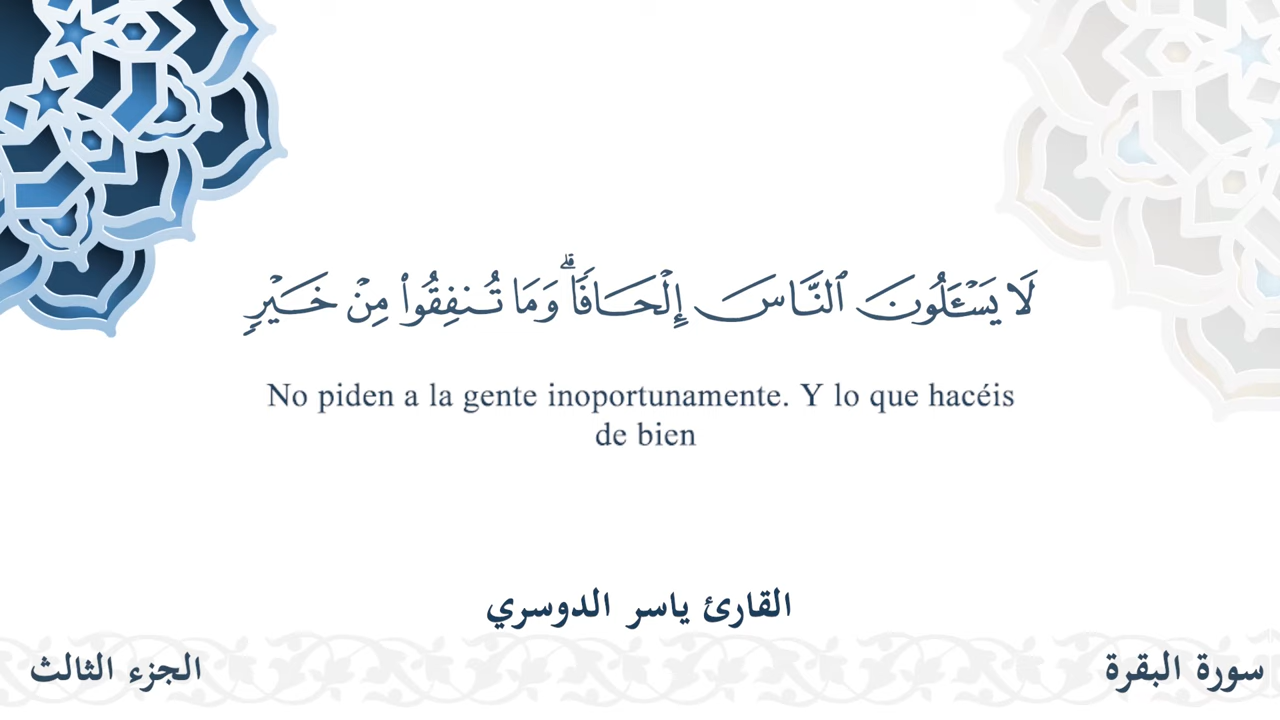 لَا يَسْـَٔلُونَ ٱلنَّاسَ إِلْحَافًاۗ وَمَا تُنفِقُوا۟ مِنْ خَيْرٍ
No piden a la gente inoportunamente. Y lo que hacéis
de bien
القارئ ياسر الدوسري
سورة البقرة
الجزء الثالث